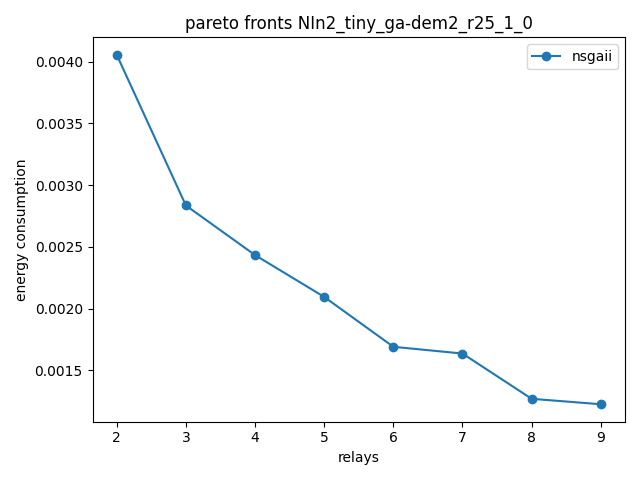 pareto fronts NIn2_tiny_ga-dem2_r25_1_0
nsgaii
energy consumption
0.0040
0.0035
0.0030
0.0025
0.0020
0.0015
2 3 4 5 6 7 8 9
relays